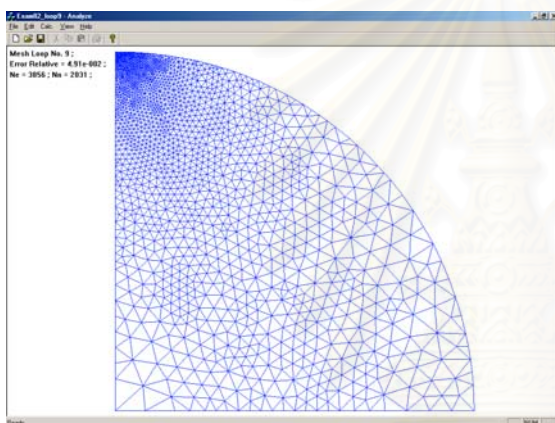 Exam02_loop9 - Analyze
File Edit Calc. View Help
Mesh Loop No. 9 ;
Error Relative = 4.91e-002 ;
Ne = 3856 ; Nn = 2031 ;
Ready